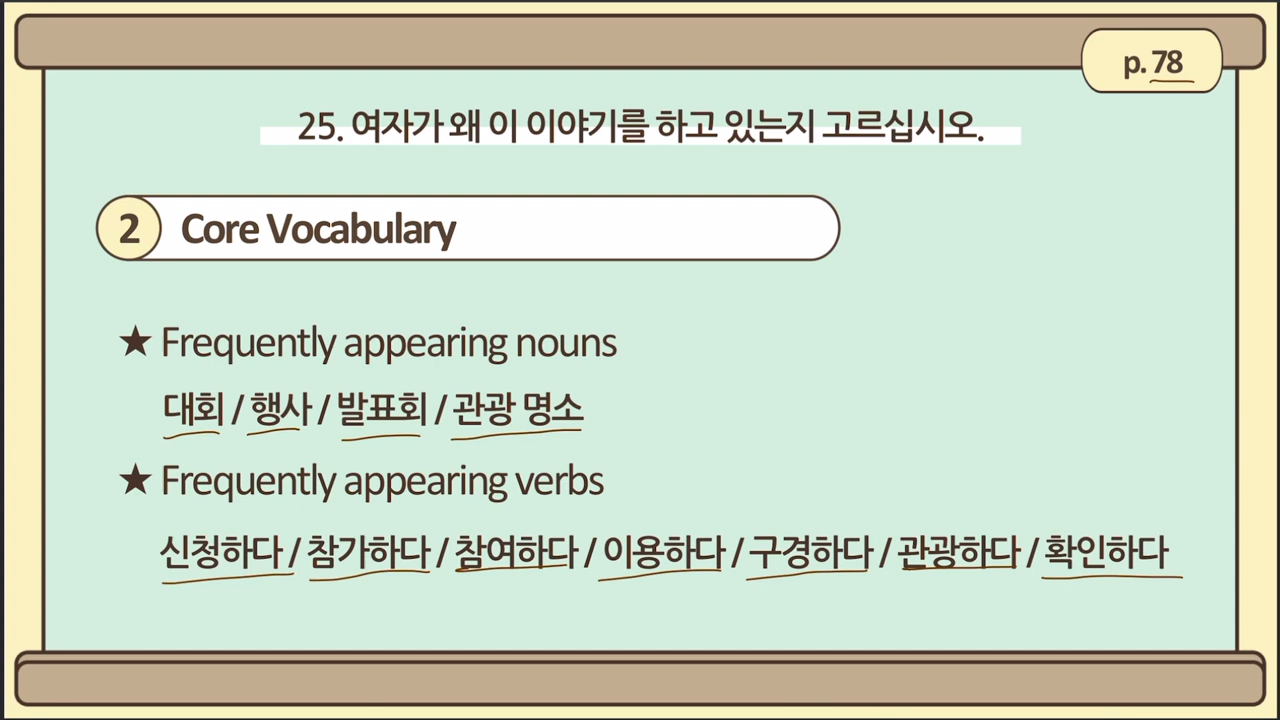 p. 78
25. 여자가 왜 이 이야기를 하고 있는지 고르십시오.
2 Core Vocabulary
★ Frequently appearing nouns
대회 / 행사 / 발표회 / 관광 명소
★ Frequently appearing verbs
신청하다 / 참가하다 / 참여하다 / 이용하다 / 구경하다 / 관광하다 / 확인하다